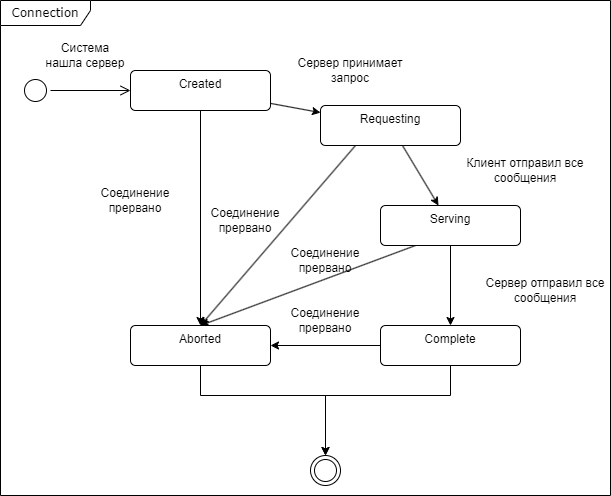 Connection
Система
нашла сервер
Created
Сервер принимает
запрос
Requesting
Клиент отправил все
сообщения
Соединение
прервано
Соединение
прервано
Serving
Соединение
прервано
Сервер отправил все
сообщения
Соединение
прервано
Aborted
Complete